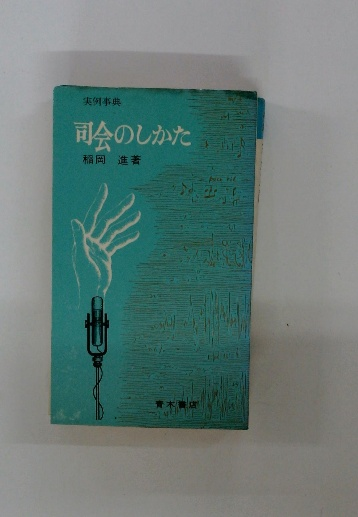 実例事典
司会のしかた
稲岡 進著
青木書店